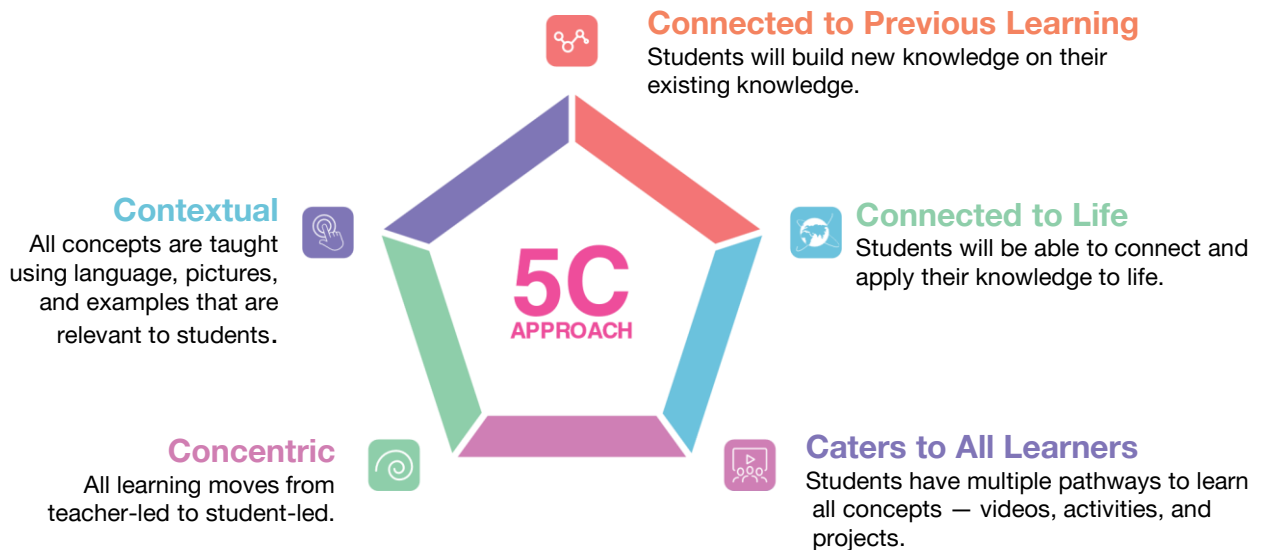 Connected to Previous Learning
Students will build new knowledge on their
existing knowledge.
Contextual
All concepts are taught
using language, pictures,
and examples that are
relevant to students.
Connected to Life
Students will be able to connect and
apply their knowledge to life.
5C
APPROACH
Concentric
All learning moves from
teacher-led to student-led.
Caters to All Learners
Students have multiple pathways to learn
all concepts — videos, activities, and
projects.